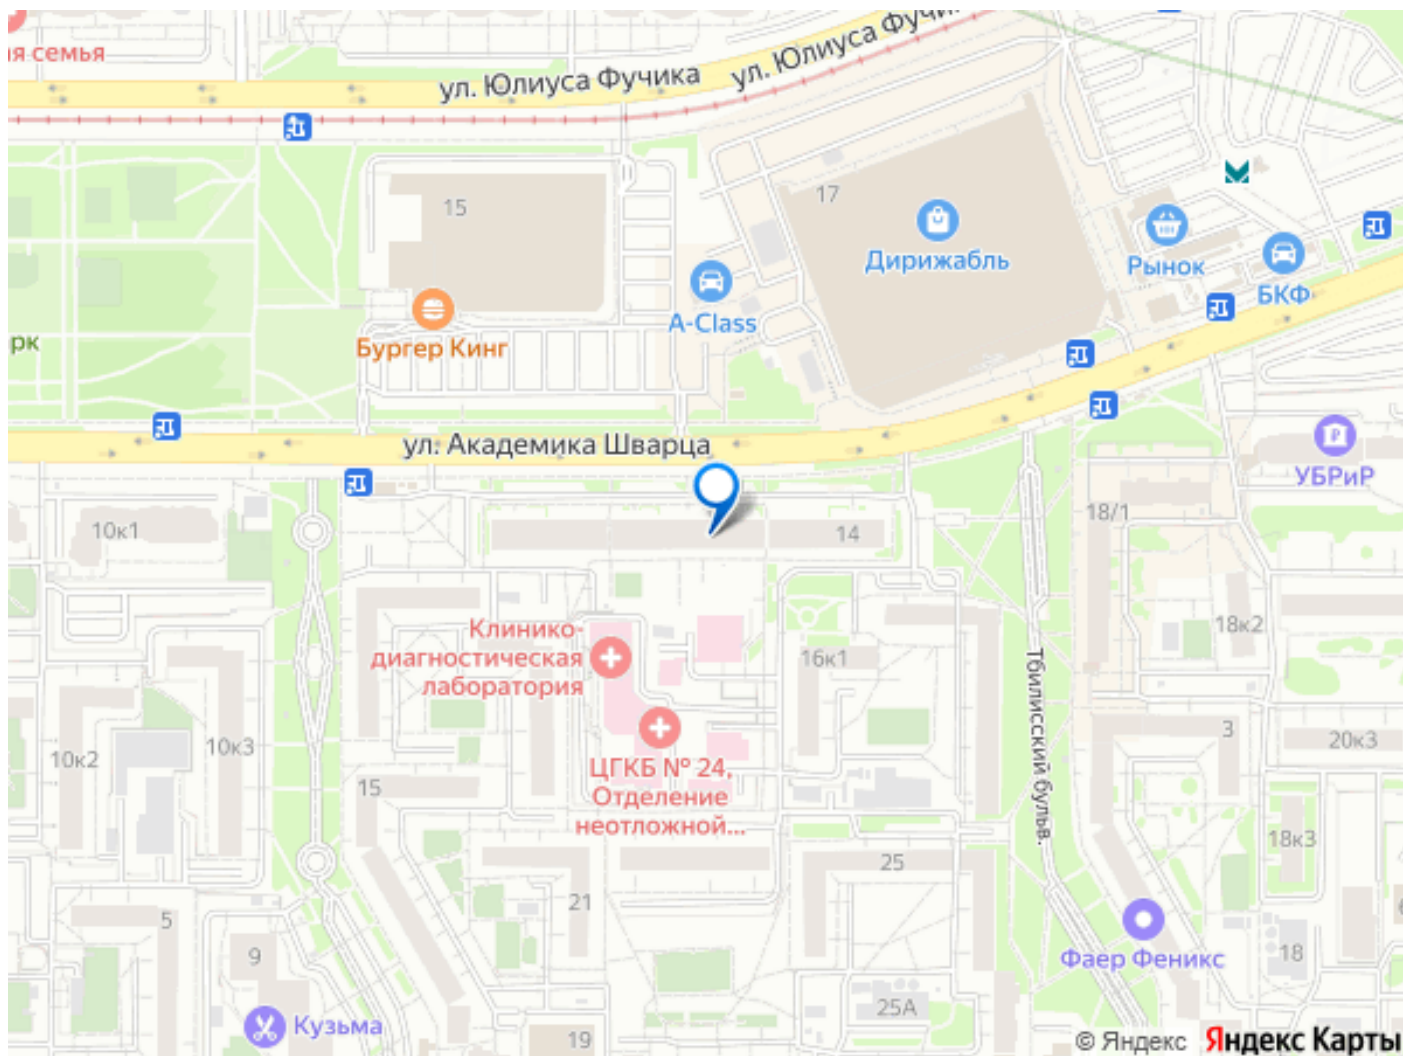 я семья
ул. Юлиуса Фучика
ул. Юлиуса Фучи
15
17
Дирижабль
Рынок
БКФ
A-Class
Бургер Кинг
рк
ул. Академика Шварца
УБРиР
10к1
14
18/1
Клинико-
диагностическая
лаборатория
16к1
18к2
Тбилисский бульв.
10к2
10к3
15
ЦГКБ № 24,
Отделение
неотложной...
3
20к3
18к3
25
21
5
9
Фаер Феникс
18
25А
Кузьма
19
© Яндекс Яндекс Карты